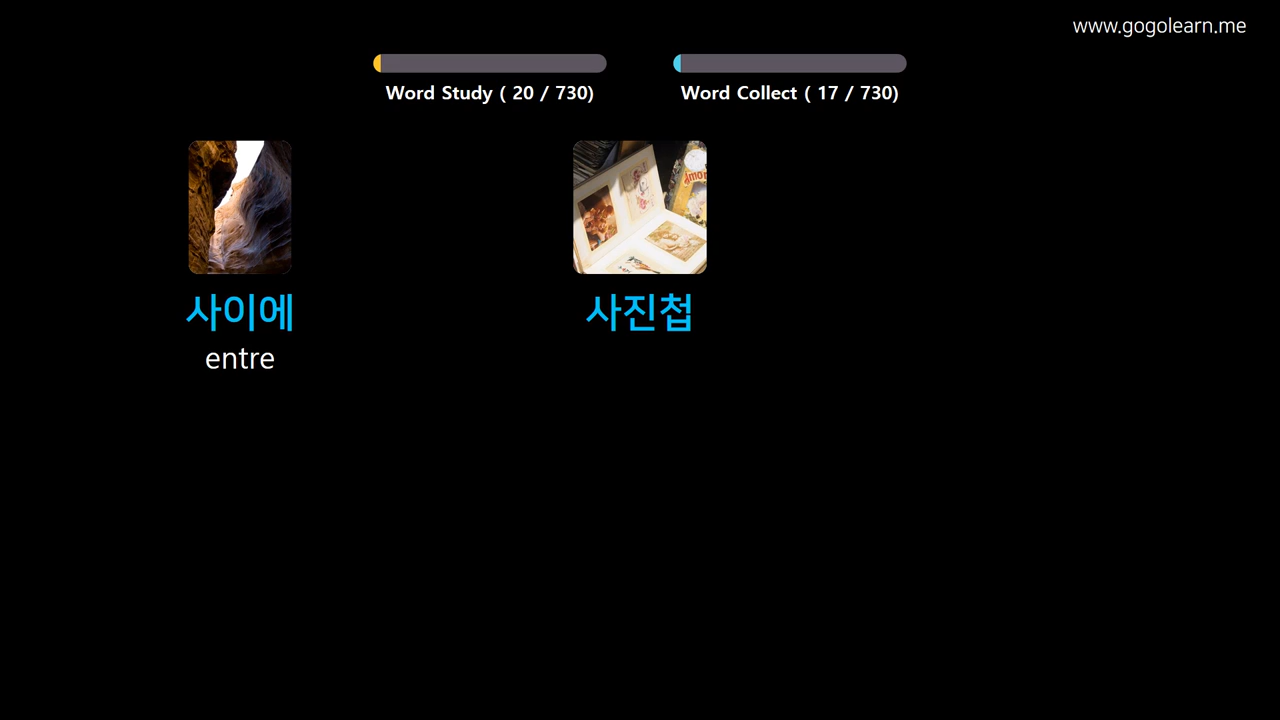 www.gogolearn.me
Word Study ( 20 / 730)
Word Collect ( 17 / 730)
사이에
entre
사진첩